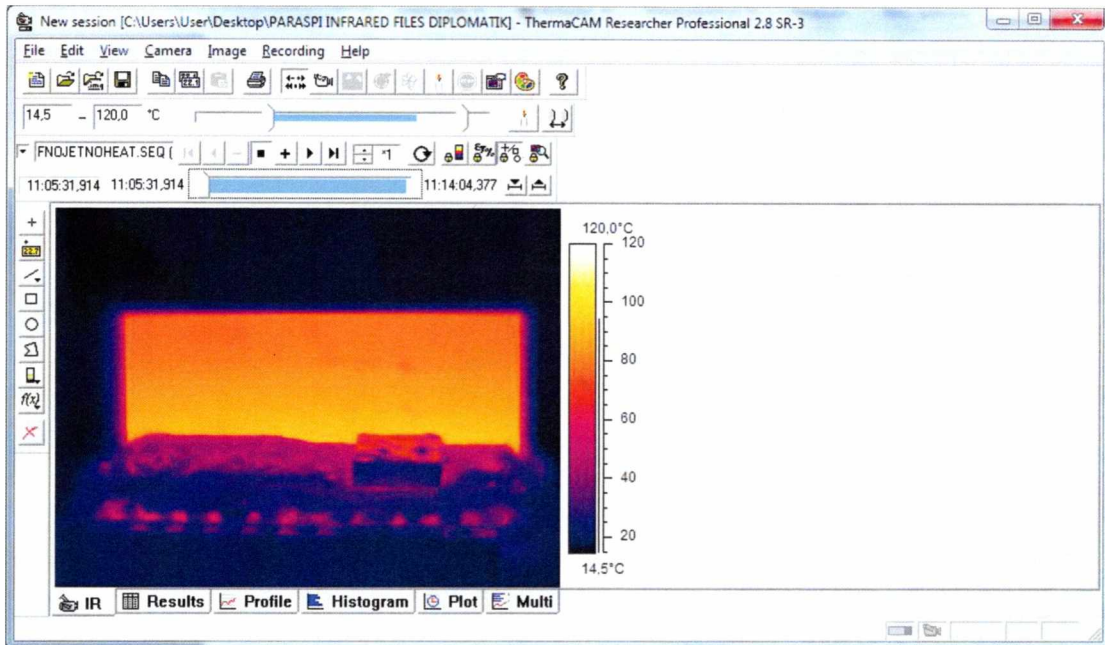 New session [C:\Users\User\Desktop\PARASPI INFRARED FILES DIPLOMATIK] - ThermaCAM Researcher Professional 2.8 SR-3
File Edit View Camera Image Recording Help
14,5 - 120,0 °C
FNOJETNOHEAT.SEQ (
11:05:31,914 11:05:31,914 11:14:04,377
120,0°C
120
100
80
60
40
20
14,5°C
IR Results Profile Histogram Plot Multi